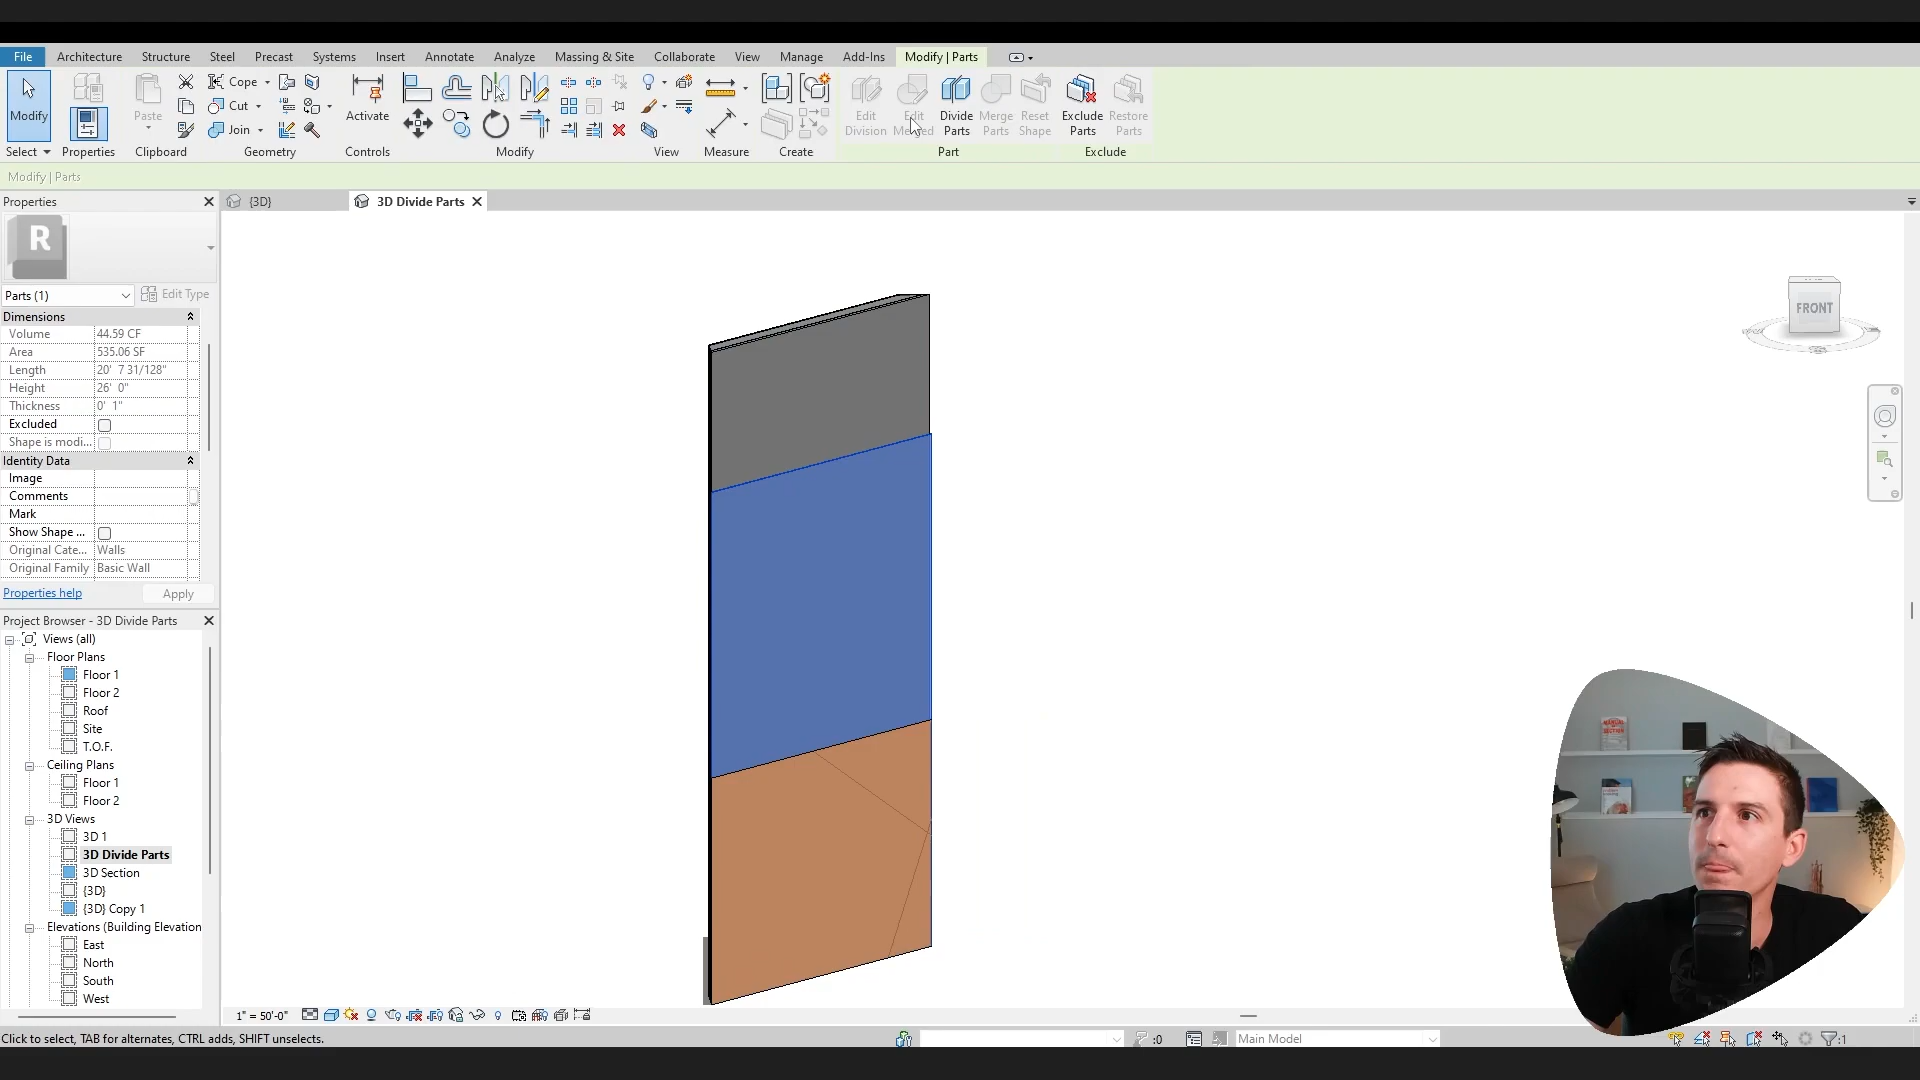 File Architecture Structure Steel Precast Systems Insert Annotate Analyze Massing & Site Collaborate View Manage Add-Ins Modify | Parts
Modify
Select
Properties
Paste
Clipboard
Cope
Cut
Join
Geometry
Activate
Controls
Modify
View
Measure
Create
Edit Division
Edit Merged
Divide Parts
Merge Parts
Reset Shape
Part
Exclude Parts
Restore Parts
Exclude
Modify | Parts
Properties
{3D}
3D Divide Parts
R
Parts (1)
Edit Type
Dimensions
Volume 44.59 CF
Area 535.06 SF
Length 20' 7 31/128"
Height 26' 0"
Thickness 0' 1"
Excluded
Shape is modi...
Identity Data
Image
Comments
Mark
Show Shape ...
Original Cate... Walls
Original Family Basic Wall
Properties help
Apply
Project Browser - 3D Divide Parts
Views (all)
Floor Plans
Floor 1
Floor 2
Roof
Site
T.O.F.
Ceiling Plans
Floor 1
Floor 2
3D Views
3D 1
3D Divide Parts
3D Section
{3D}
{3D} Copy 1
Elevations (Building Elevation
East
North
South
West
FRONT
1" = 50'-0"
Click to select, TAB for alternates, CTRL adds, SHIFT unselects.
:0
Main Model
:1